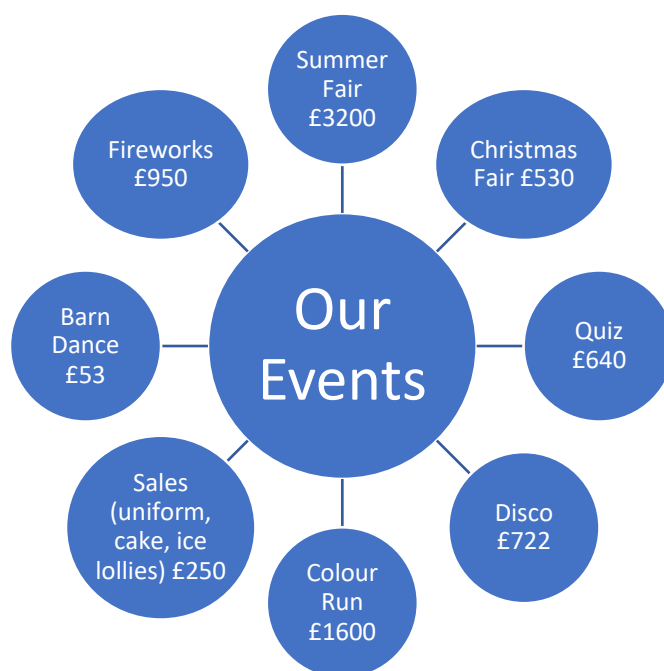 Summer
Fair
£3200
Christmas
Fair £530
Quiz
£640
Disco
£722
Colour
Run
£1600
Sales
(uniform,
cake, ice
lollies) £250
Barn
Dance
£53
Fireworks
£950
Our
Events